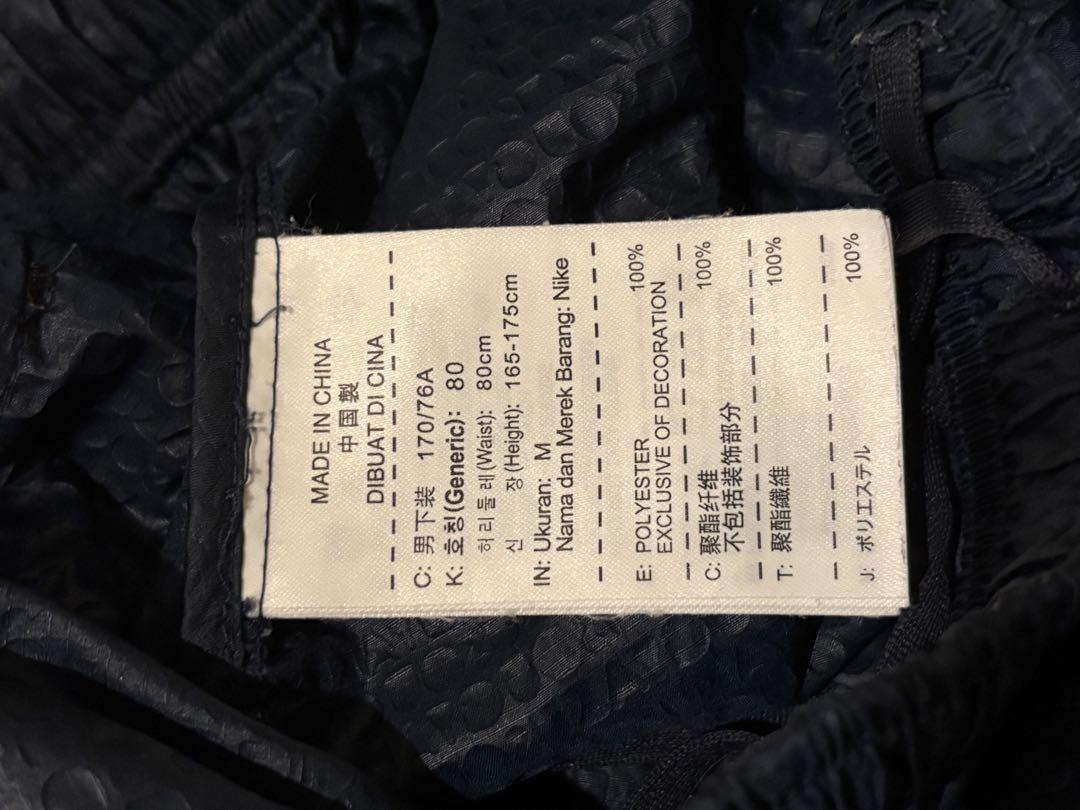 MADE IN CHINA
中国製
DIBUAT DI CINA
C: 男下装 170/76A
K: 호칭(Generic): 80
허리둘레(Waist): 80cm
신 장(Height): 165-175cm
IN: Ukuran: M
Nama dan Merek Barang: Nike
E: POLYESTER 100%
EXCLUSIVE OF DECORATION
C: 聚酯纤维 100%
不包括装饰部分
T: 聚酯纖維 100%
J: ポリエステル 100%